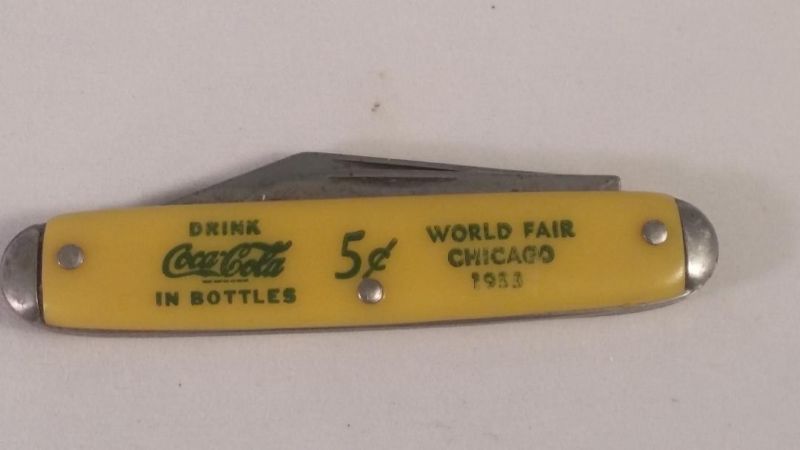 DRINK
Coca-Cola
IN BOTTLES
5¢
WORLD FAIR
CHICAGO
1933